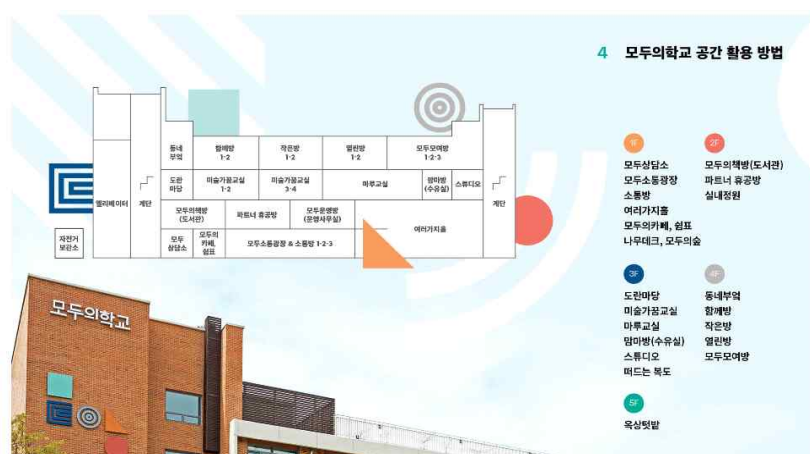 4 모두의학교 공간 활용 방법
동네
부엌
함께방
1·2
작은방
1·2
열린방
1·2
모두모여방
1·2·3
도란
마당
미술가꿈교실
1·2
미술가꿈교실
3·4
마루교실
맘마방
(수유실)
스튜디오
엘리베이터
계단
계단
모두의책방
(도서관)
파트너 휴공방
모두운영방
(운영사무실)
여러가지홀
자전거
보관소
모두
상담소
모두의
카페,
쉼표
모두소통광장 & 소통방 1·2·3
1F
모두상담소
모두소통광장
소통방
여러가지홀
모두의카페, 쉼표
나무데크, 모두의숲
2F
모두의책방(도서관)
파트너 휴공방
실내정원
3F
도란마당
미술가꿈교실
마루교실
맘마방(수유실)
스튜디오
떠드는 복도
4F
동네부엌
함께방
작은방
열린방
모두모여방
5F
옥상텃밭
모두의학교